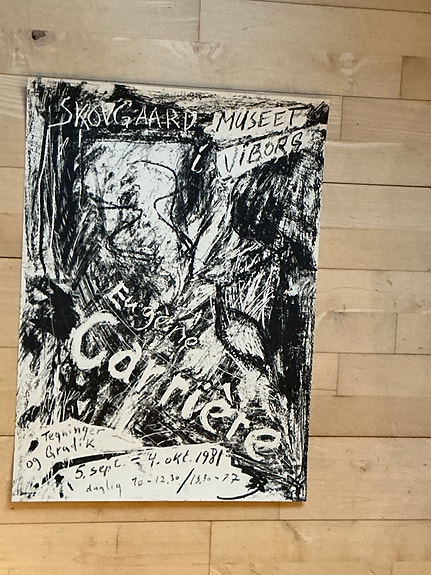 SKOVGAARD MUSEET
i VIBORG
Eugène
Carrière
Tegninger
og Grafik
5. sept. - 4. okt. 1981
daglig 10-12,30/13,30-17